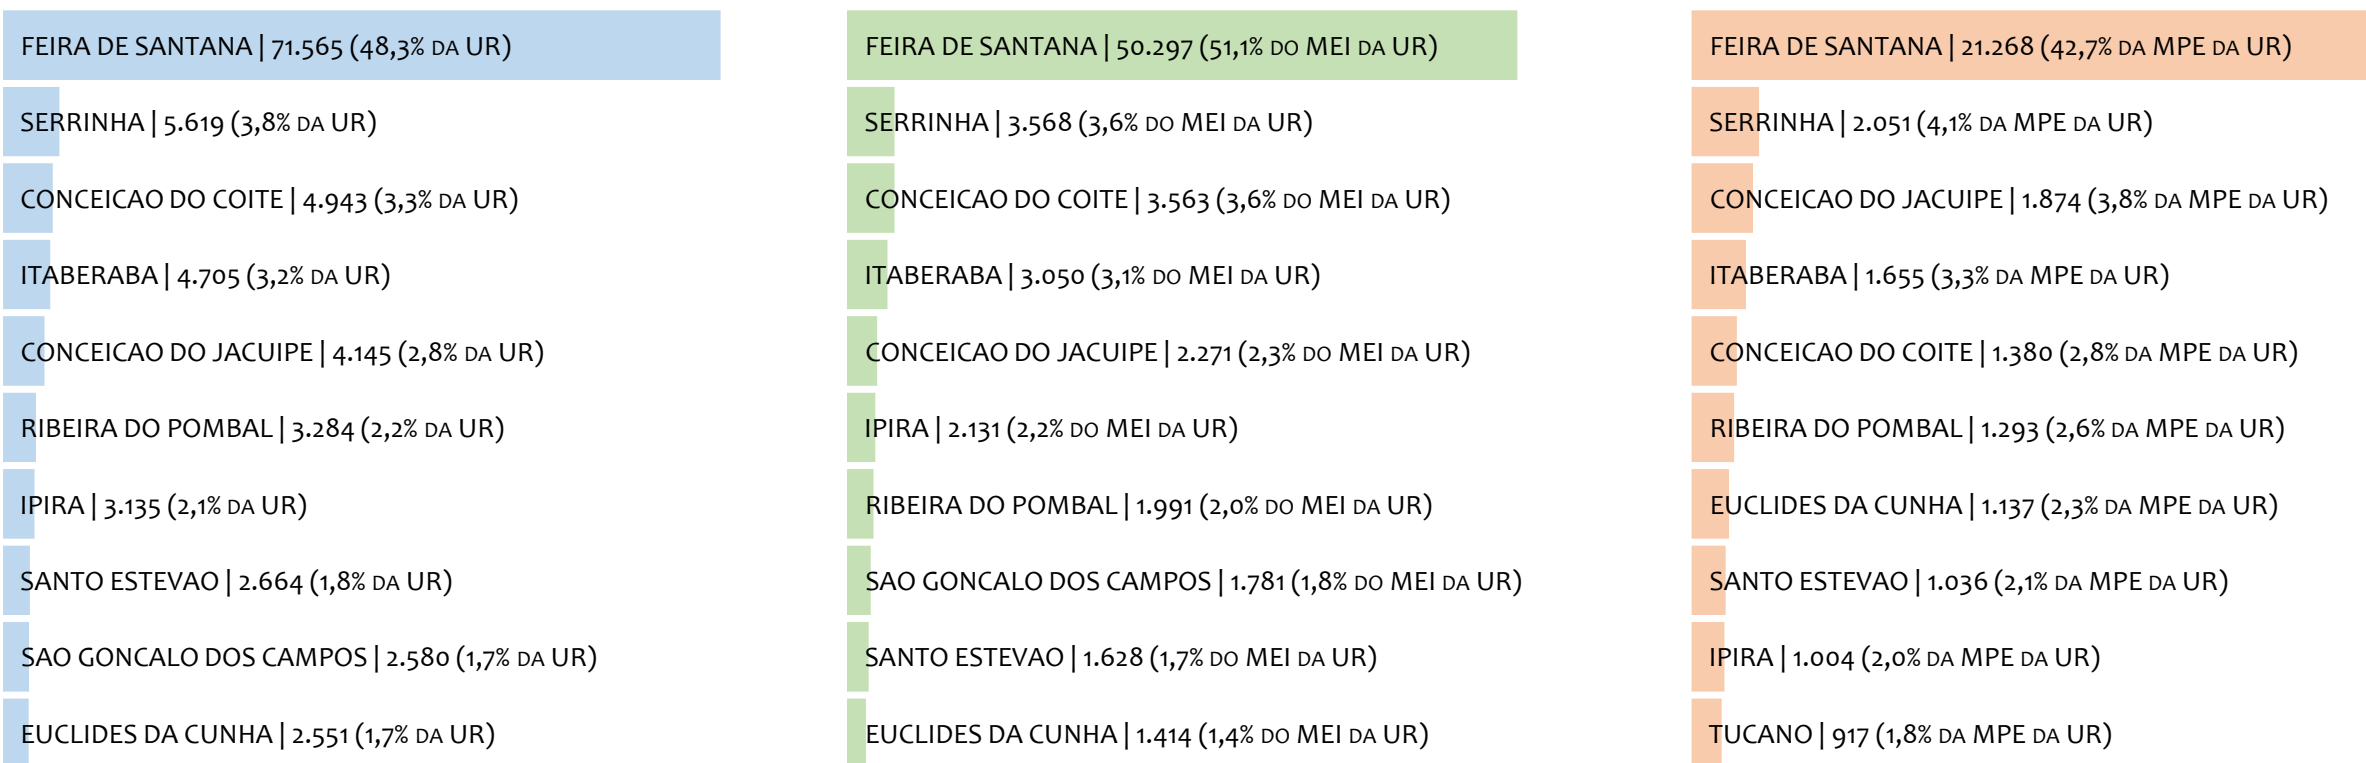 FEIRA DE SANTANA | 71.565 (48,3% DA UR)
SERRINHA | 5.619 (3,8% DA UR)
CONCEICAO DO COITE | 4.943 (3,3% DA UR)
ITABERABA | 4.705 (3,2% DA UR)
CONCEICAO DO JACUIPE | 4.145 (2,8% DA UR)
RIBEIRA DO POMBAL | 3.284 (2,2% DA UR)
IPIRA | 3.135 (2,1% DA UR)
SANTO ESTEVAO | 2.664 (1,8% DA UR)
SAO GONCALO DOS CAMPOS | 2.580 (1,7% DA UR)
EUCLIDES DA CUNHA | 2.551 (1,7% DA UR)
FEIRA DE SANTANA | 50.297 (51,1% DO MEI DA UR)
SERRINHA | 3.568 (3,6% DO MEI DA UR)
CONCEICAO DO COITE | 3.563 (3,6% DO MEI DA UR)
ITABERABA | 3.050 (3,1% DO MEI DA UR)
CONCEICAO DO JACUIPE | 2.271 (2,3% DO MEI DA UR)
IPIRA | 2.131 (2,2% DO MEI DA UR)
RIBEIRA DO POMBAL | 1.991 (2,0% DO MEI DA UR)
SAO GONCALO DOS CAMPOS | 1.781 (1,8% DO MEI DA UR)
SANTO ESTEVAO | 1.628 (1,7% DO MEI DA UR)
EUCLIDES DA CUNHA | 1.414 (1,4% DO MEI DA UR)
FEIRA DE SANTANA | 21.268 (42,7% DA MPE DA UR)
SERRINHA | 2.051 (4,1% DA MPE DA UR)
CONCEICAO DO JACUIPE | 1.874 (3,8% DA MPE DA UR)
ITABERABA | 1.655 (3,3% DA MPE DA UR)
CONCEICAO DO COITE | 1.380 (2,8% DA MPE DA UR)
RIBEIRA DO POMBAL | 1.293 (2,6% DA MPE DA UR)
EUCLIDES DA CUNHA | 1.137 (2,3% DA MPE DA UR)
SANTO ESTEVAO | 1.036 (2,1% DA MPE DA UR)
IPIRA | 1.004 (2,0% DA MPE DA UR)
TUCANO | 917 (1,8% DA MPE DA UR)